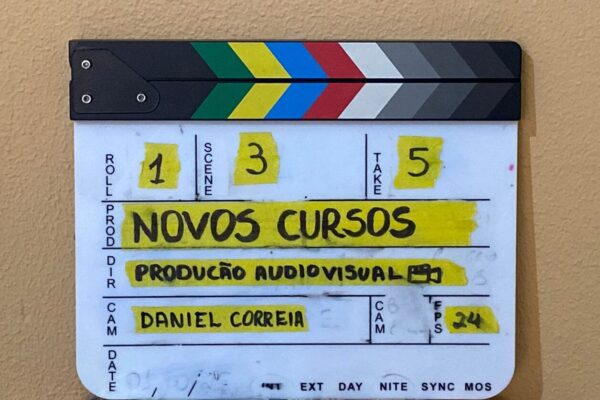 ROLL 1 SCENE 3 TAKE 5
PROD NOVOS CURSOS
DIR PRODUCÃO AUDIOVISUAL
CAM DANIEL CORREIA CAM FPS 24
DATE / / INT EXT DAY NITE SYNC MOS